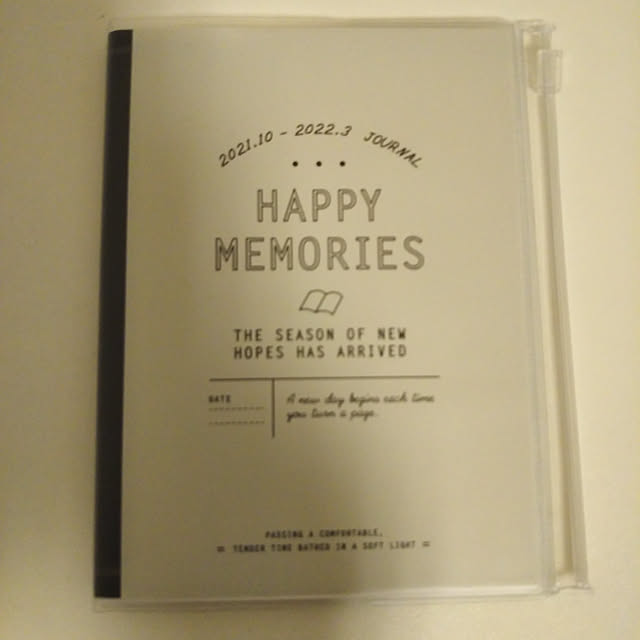 2021.10 - 2022.3 JOURNAL
HAPPY
MEMORIES
THE SEASON OF NEW
HOPES HAS ARRIVED
DATE
A new day begins each time
you turn a page.
PASSING A COMFORTABLE,
= TENDER TIME BATHED IN A SOFT LIGHT =